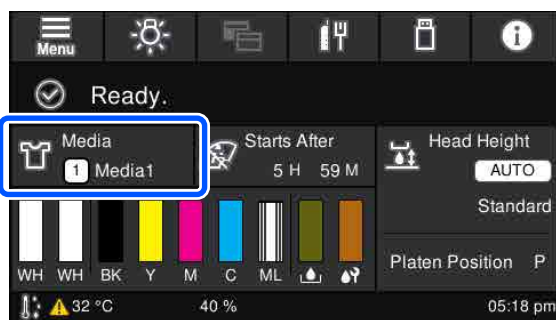 Menu
Ready.
Media
1 Media1
Starts After
5 H 59 M
Head Height
AUTO
Standard
WH WH BK Y M C ML
Platen Position P
32 °C 40 % 05:18 pm